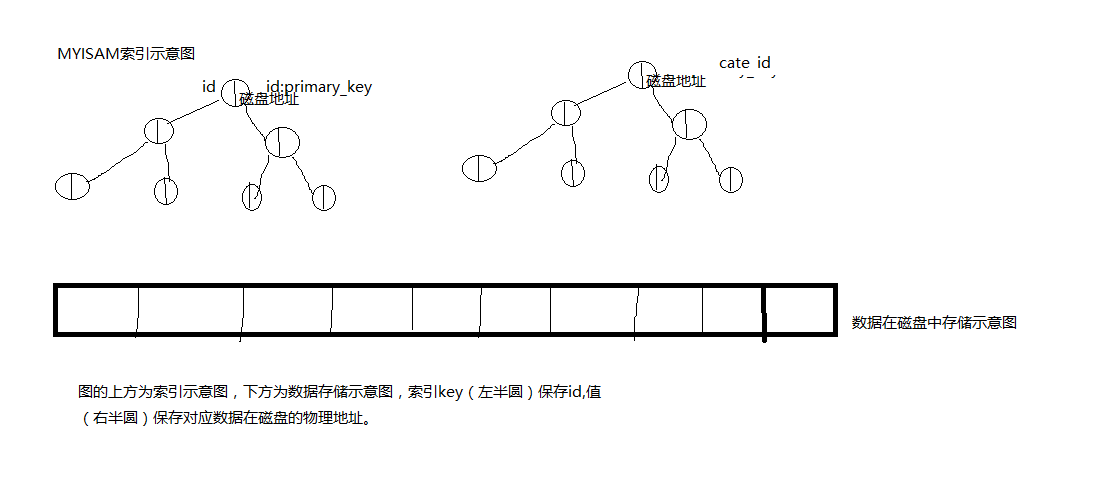 MYISAM索引示意图
id
id:primary_key
磁盘地址
cate_id
磁盘地址
数据在磁盘中存储示意图
图的上方为索引示意图，下方为数据存储示意图，索引key（左半圆）保存id,值
（右半圆）保存对应数据在磁盘的物理地址。